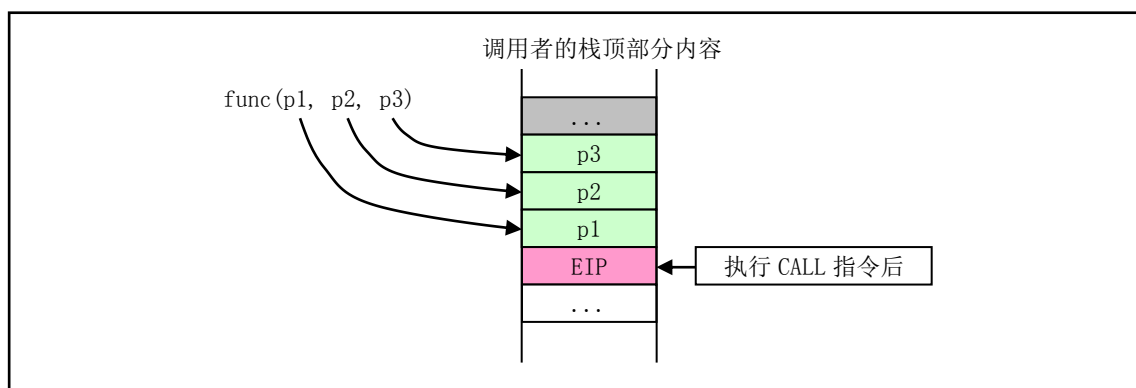 调用者的栈顶部分内容
func(p1, p2, p3)
...
p3
p2
p1
EIP
执行 CALL 指令后
...